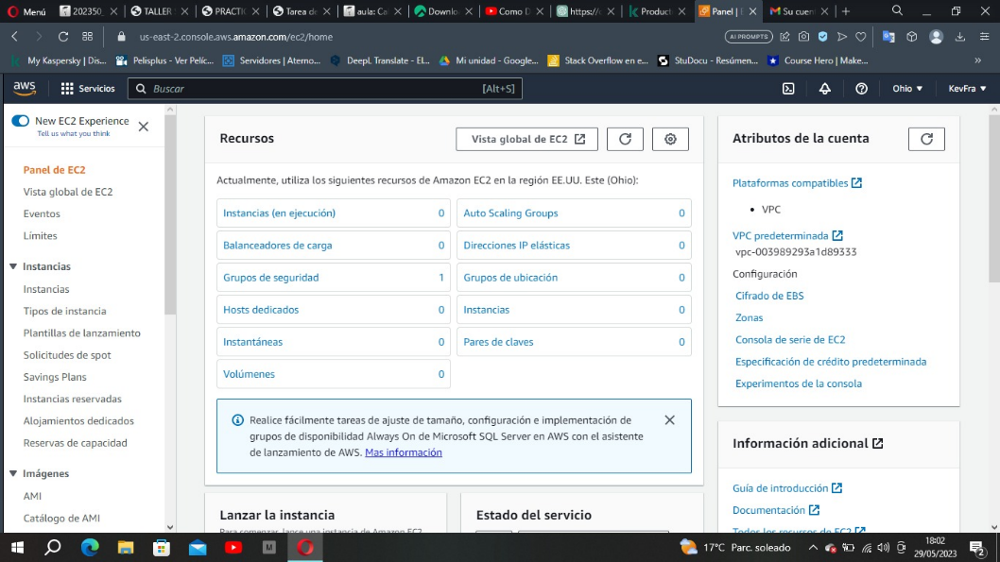 Menú
202350_
TALLER
PRACTIC
Tarea de
aula: Ca
Downlo
Como D
https://
Product
Panel |
Su cuen
us-east-2.console.aws.amazon.com/ec2/home
AI PROMPTS
My Kaspersky | Dis...
Pelisplus - Ver Pelíc...
Servidores | Aterno...
DeepL Translate - El...
Mi unidad - Google...
Stack Overflow en e...
StuDocu - Resúmen...
Course Hero | Make...
»
aws
Servicios
Buscar
[Alt+S]
Ohio
KevFra
New EC2 Experience
Tell us what you think
Panel de EC2
Vista global de EC2
Eventos
Límites
Instancias
Instancias
Tipos de instancia
Plantillas de lanzamiento
Solicitudes de spot
Savings Plans
Instancias reservadas
Alojamientos dedicados
Reservas de capacidad
Imágenes
AMI
Catálogo de AMI
Recursos
Vista global de EC2
Actualmente, utiliza los siguientes recursos de Amazon EC2 en la región EE.UU. Este (Ohio):
Instancias (en ejecución) 0
Auto Scaling Groups 0
Balanceadores de carga 0
Direcciones IP elásticas 0
Grupos de seguridad 1
Grupos de ubicación 0
Hosts dedicados 0
Instancias 0
Instantáneas 0
Pares de claves 0
Volúmenes 0
Realice fácilmente tareas de ajuste de tamaño, configuración e implementación de
grupos de disponibilidad Always On de Microsoft SQL Server en AWS con el asistente
de lanzamiento de AWS. Mas información
Lanzar la instancia
Para comenzar, lance una instancia de Amazon EC2
Estado del servicio
Atributos de la cuenta
Plataformas compatibles
• VPC
VPC predeterminada
vpc-003989293a1d89333
Configuración
Cifrado de EBS
Zonas
Consola de serie de EC2
Especificación de crédito predeterminada
Experimentos de la consola
Información adicional
Guía de introducción
Documentación
Todos los recursos de EC2
M
17°C Parc. soleado
18:02
29/05/2023
2